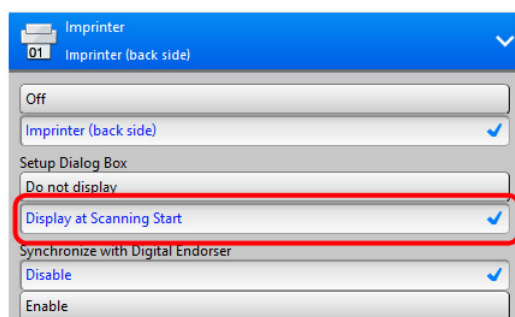 Imprinter
01 Imprinter (back side)
Off
Imprinter (back side)
Setup Dialog Box
Do not display
Display at Scanning Start
Synchronize with Digital Endorser
Disable
Enable